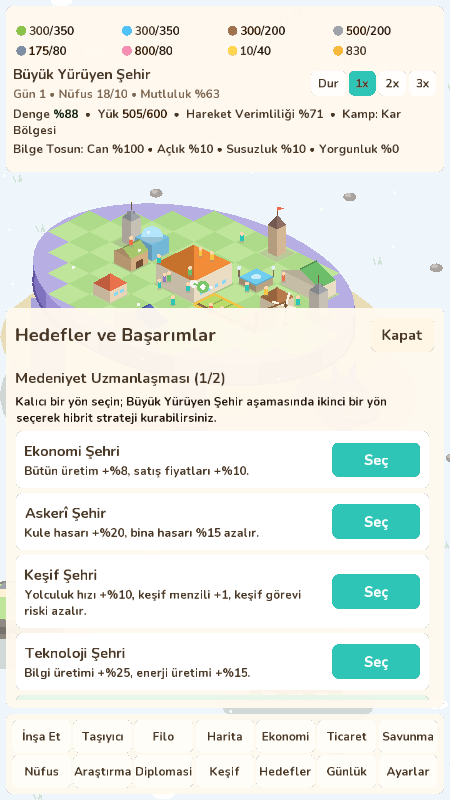 300/350 300/350 300/200 500/200
175/80 800/80 10/40 830
Büyük Yürüyen Şehir
Gün 1 • Nüfus 18/10 • Mutluluk %63
Dur 1x 2x 3x
Denge %88 • Yük 505/600 • Hareket Verimliliği %71 • Kamp: Kar
Bölgesi
Bilge Tosun: Can %100 • Açlık %10 • Susuzluk %10 • Yorgunluk %0
Hedefler ve Başarımlar
Kapat
Medeniyet Uzmanlaşması (1/2)
Kalıcı bir yön seçin; Büyük Yürüyen Şehir aşamasında ikinci bir yön
seçerek hibrit strateji kurabilirsiniz.
Ekonomi Şehri
Bütün üretim +%8, satış fiyatları +%10.
Seç
Askerî Şehir
Kule hasarı +%20, bina hasarı %15 azalır.
Seç
Keşif Şehri
Yolculuk hızı +%10, keşif menzili +1, keşif görevi
riski azalır.
Seç
Teknoloji Şehri
Bilgi üretimi +%25, enerji üretimi +%15.
Seç
İnşa Et Taşıyıcı Filo Harita Ekonomi Ticaret Savunma
Nüfus Araştırma Diplomasi Keşif Hedefler Günlük Ayarlar